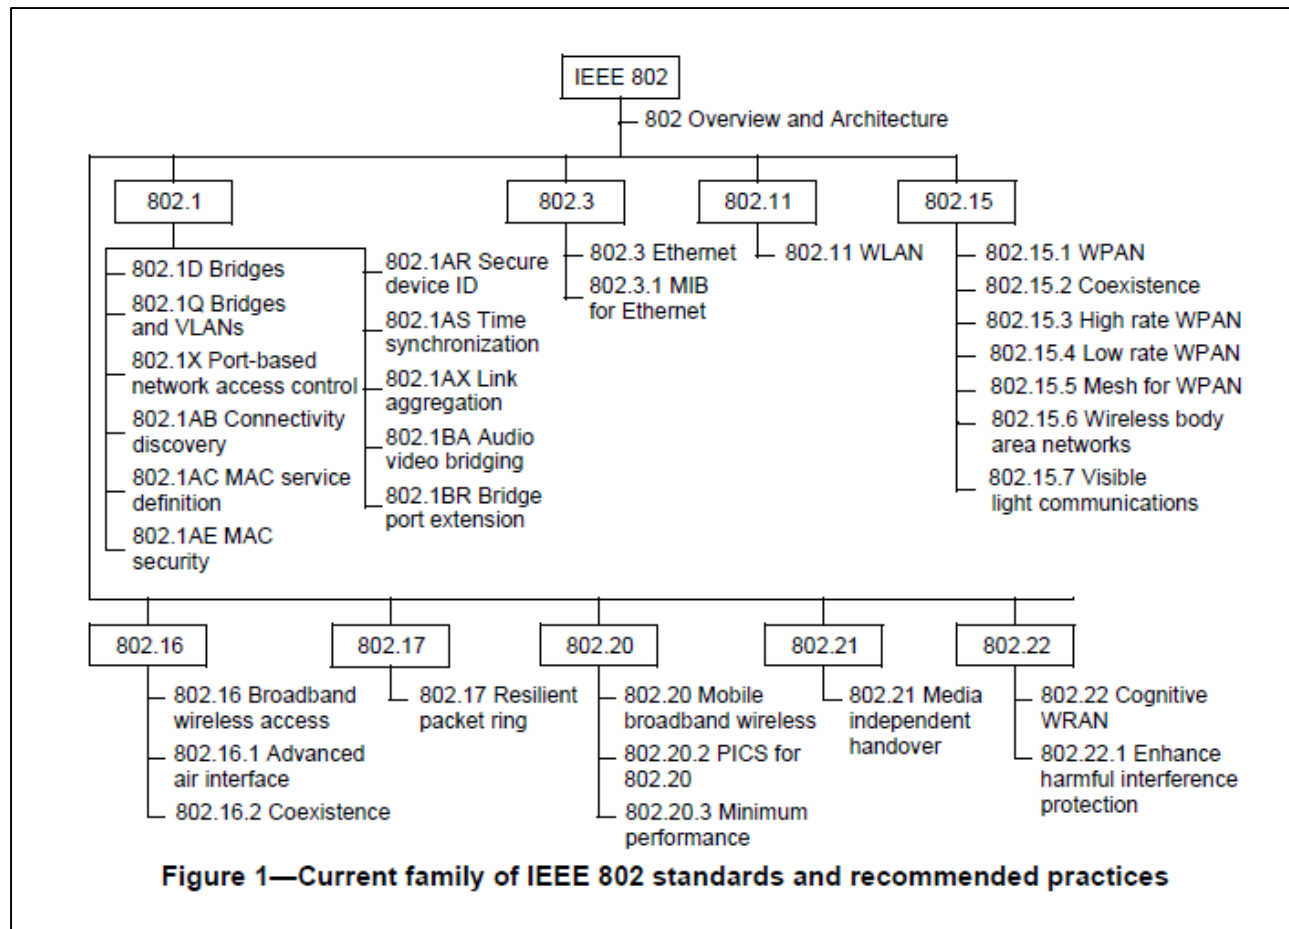 IEEE 802
802 Overview and Architecture
802.1
802.1D Bridges
802.1Q Bridges
and VLANs
802.1X Port-based
network access control
802.1AB Connectivity
discovery
802.1AC MAC service
definition
802.1AE MAC
security
802.1AR Secure
device ID
802.1AS Time
synchronization
802.1AX Link
aggregation
802.1BA Audio
video bridging
802.1BR Bridge
port extension
802.3
802.3 Ethernet
802.3.1 MIB
for Ethernet
802.11
802.11 WLAN
802.15
802.15.1 WPAN
802.15.2 Coexistence
802.15.3 High rate WPAN
802.15.4 Low rate WPAN
802.15.5 Mesh for WPAN
802.15.6 Wireless body
area networks
802.15.7 Visible
light communications
802.16
802.16 Broadband
wireless access
802.16.1 Advanced
air interface
802.16.2 Coexistence
802.17
802.17 Resilient
packet ring
802.20
802.20 Mobile
broadband wireless
802.20.2 PICS for
802.20
802.20.3 Minimum
performance
802.21
802.21 Media
independent
handover
802.22
802.22 Cognitive
WRAN
802.22.1 Enhance
harmful interference
protection
Figure 1—Current family of IEEE 802 standards and recommended practices